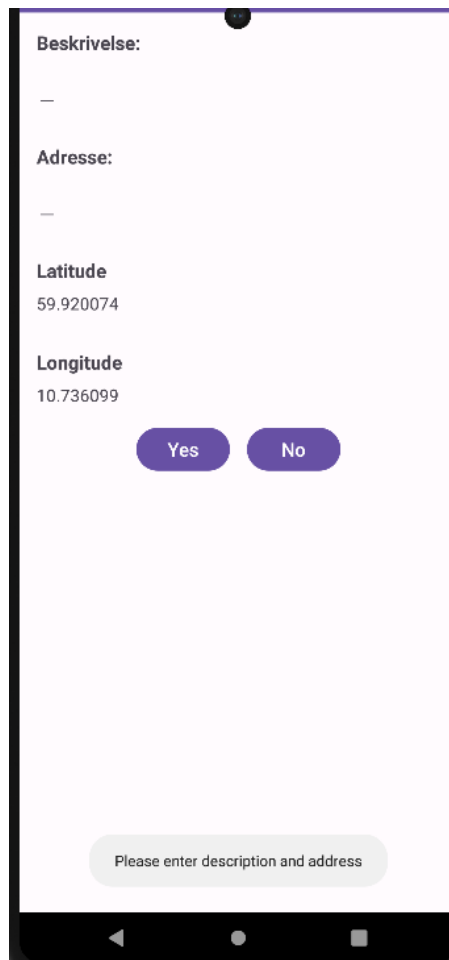 Beskrivelse:
Adresse:
Latitude
59.920074
Longitude
10.736099
Yes
No
Please enter description and address